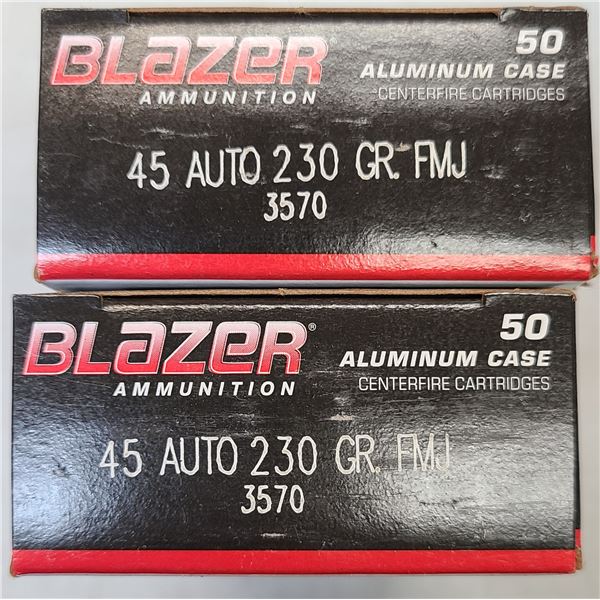 BLaZER® 50
AMMUNITION ALUMINUM CASE
CENTERFIRE CARTRIDGES
45 AUTO 230 GR. FMJ
3570
BLaZER® 50
AMMUNITION ALUMINUM CASE
CENTERFIRE CARTRIDGES
45 AUTO 230 GR. FMJ
3570